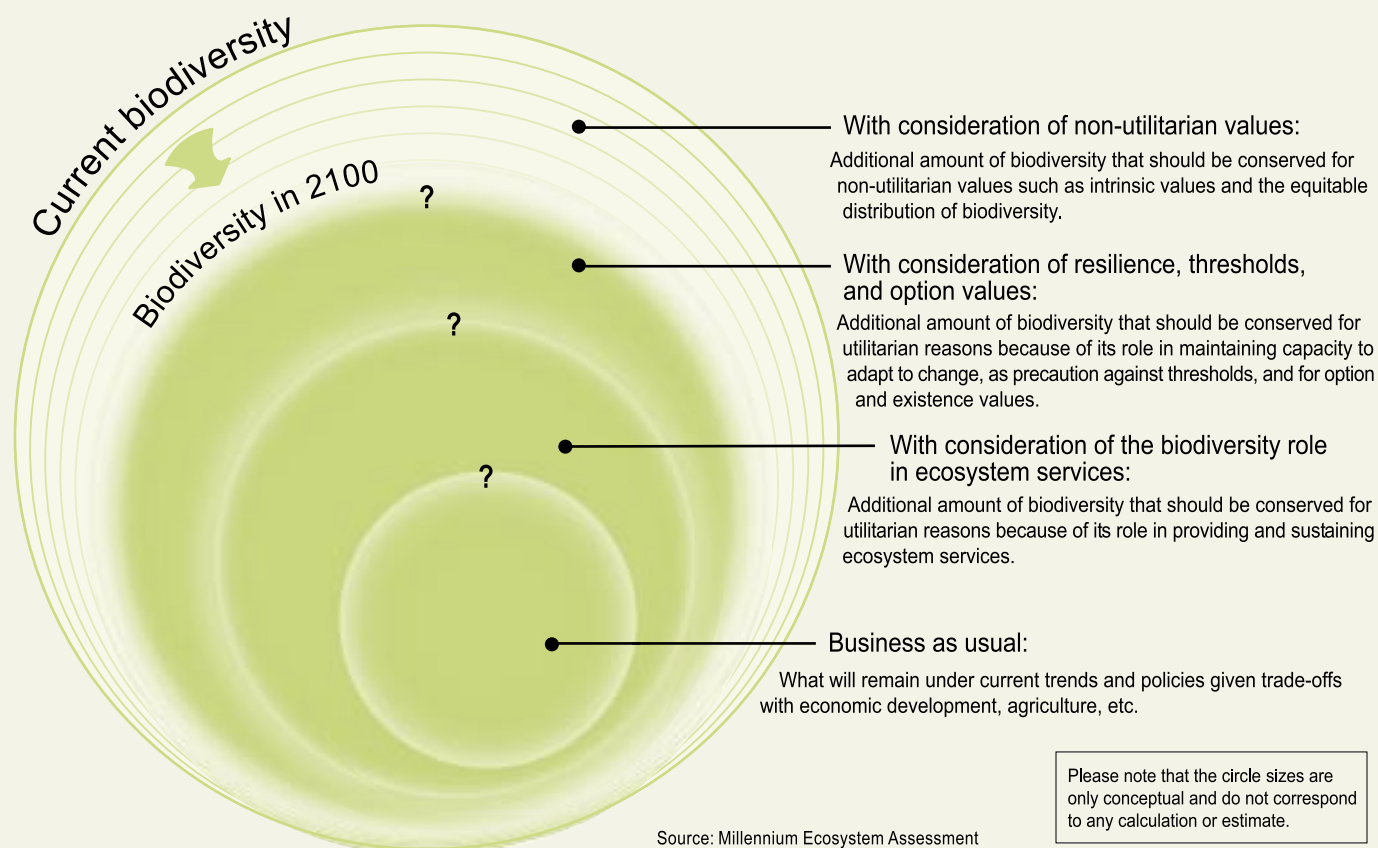 Current biodiversity
Biodiversity in 2100
?
?
?
With consideration of non-utilitarian values:
Additional amount of biodiversity that should be conserved for
non-utilitarian values such as intrinsic values and the equitable
distribution of biodiversity.
With consideration of resilience, thresholds,
and option values:
Additional amount of biodiversity that should be conserved for
utilitarian reasons because of its role in maintaining capacity to
adapt to change, as precaution against thresholds, and for option
and existence values.
With consideration of the biodiversity role
in ecosystem services:
Additional amount of biodiversity that should be conserved for
utilitarian reasons because of its role in providing and sustaining
ecosystem services.
Business as usual:
What will remain under current trends and policies given trade-offs
with economic development, agriculture, etc.
Please note that the circle sizes are
only conceptual and do not correspond
to any calculation or estimate.
Source: Millennium Ecosystem Assessment